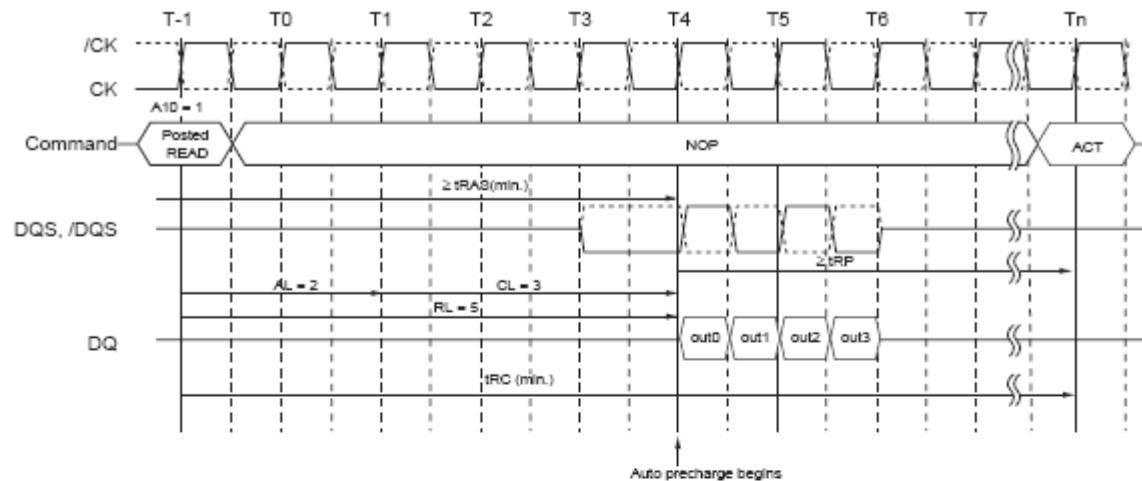 T-1 T0 T1 T2 T3 T4 T5 T6 T7 Tn
/CK
CK
A10 = 1
Command Posted READ NOP ACT
≥ tRAS(min.)
DQS, /DQS
≥ tRP
AL = 2 CL = 3
RL = 5
DQ out0 out1 out2 out3
tRC (min.)
Auto precharge begins